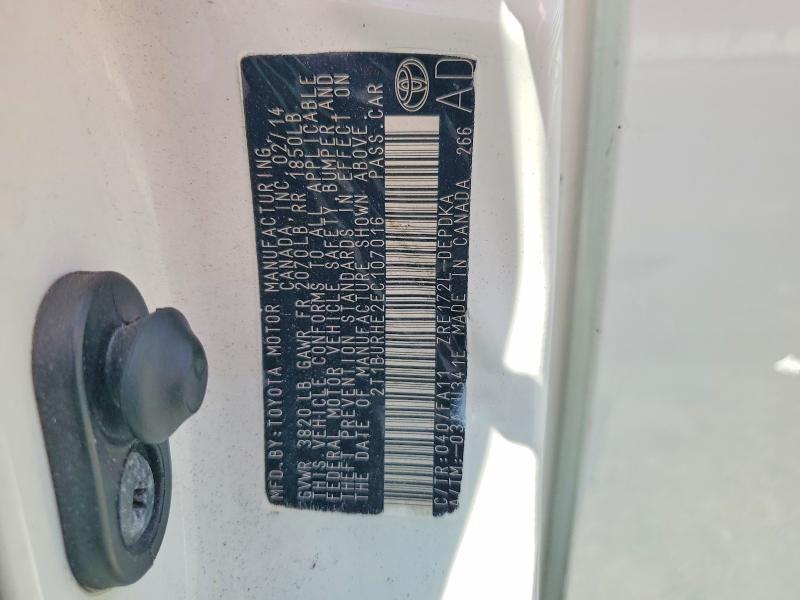 MFD. BY: TOYOTA MOTOR MANUFACTURING
CANADA, INC. 02/14
GVWR 3820 LB GAWR FR 2070LB, RR 1850LB
THIS VEHICLE CONFORMS TO ALL APPLICABLE
FEDERAL MOTOR VEHICLE SAFETY, BUMPER, AND
THEFT PREVENTION STANDARDS IN EFFECT ON
THE DATE OF MANUFACTURE SHOWN ABOVE.
2T1BURHE2EC107016 PASS.CAR
C/TR:040/FA11 ZRE172L-DEPDKA
A/TM:-03A/U341E MADE IN CANADA 266
AD